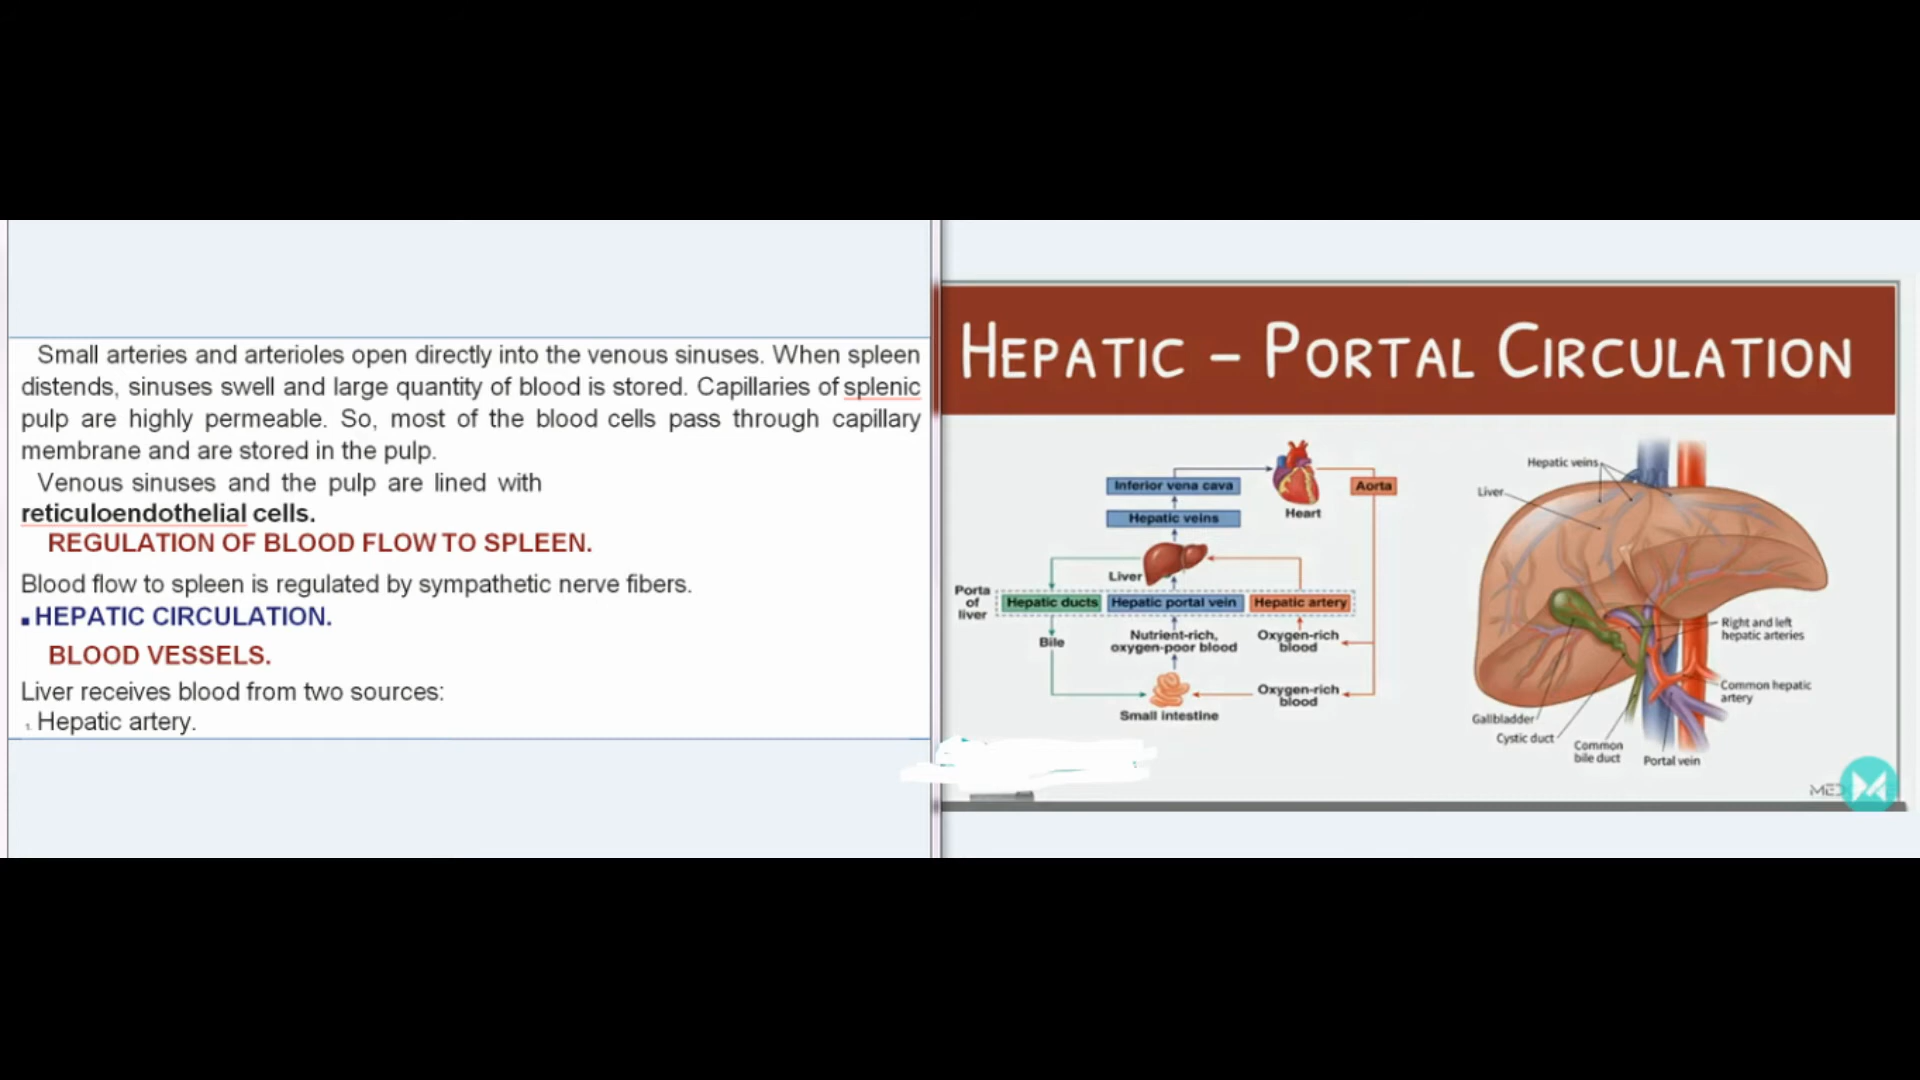 Small arteries and arterioles open directly into the venous sinuses. When spleen
distends, sinuses swell and large quantity of blood is stored. Capillaries of splenic
pulp are highly permeable. So, most of the blood cells pass through capillary
membrane and are stored in the pulp.
Venous sinuses and the pulp are lined with
reticuloendothelial cells.
REGULATION OF BLOOD FLOW TO SPLEEN.
Blood flow to spleen is regulated by sympathetic nerve fibers.
▪ HEPATIC CIRCULATION.
BLOOD VESSELS.
Liver receives blood from two sources:
1. Hepatic artery.
HEPATIC – PORTAL CIRCULATION
Inferior vena cava
Heart
Aorta
Hepatic veins
Liver
Porta
of
liver
Hepatic ducts
Hepatic portal vein
Hepatic artery
Bile
Nutrient-rich,
oxygen-poor blood
Oxygen-rich
blood
Oxygen-rich
blood
Small intestine
Hepatic veins
Liver
Right and left
hepatic arteries
Common hepatic
artery
Gallbladder
Cystic duct
Common
bile duct
Portal vein
MED